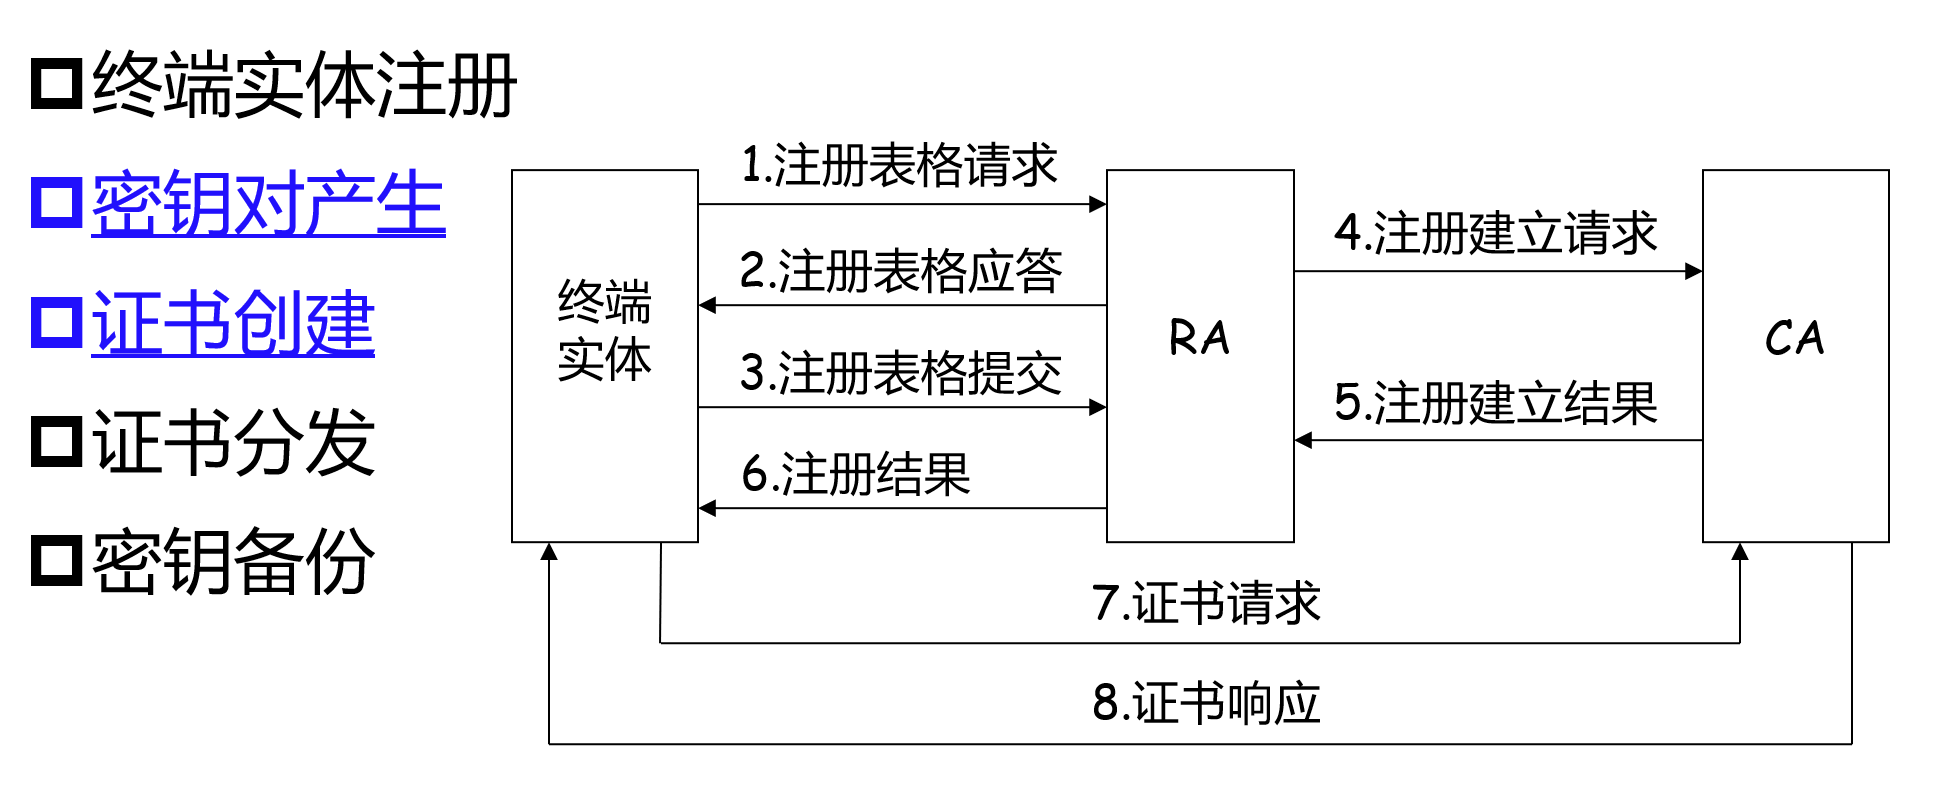 终端实体注册
密钥对产生
证书创建
证书分发
密钥备份
1.注册表格请求
2.注册表格应答
3.注册表格提交
6.注册结果
终端
实体
RA
4.注册建立请求
5.注册建立结果
CA
7.证书请求
8.证书响应